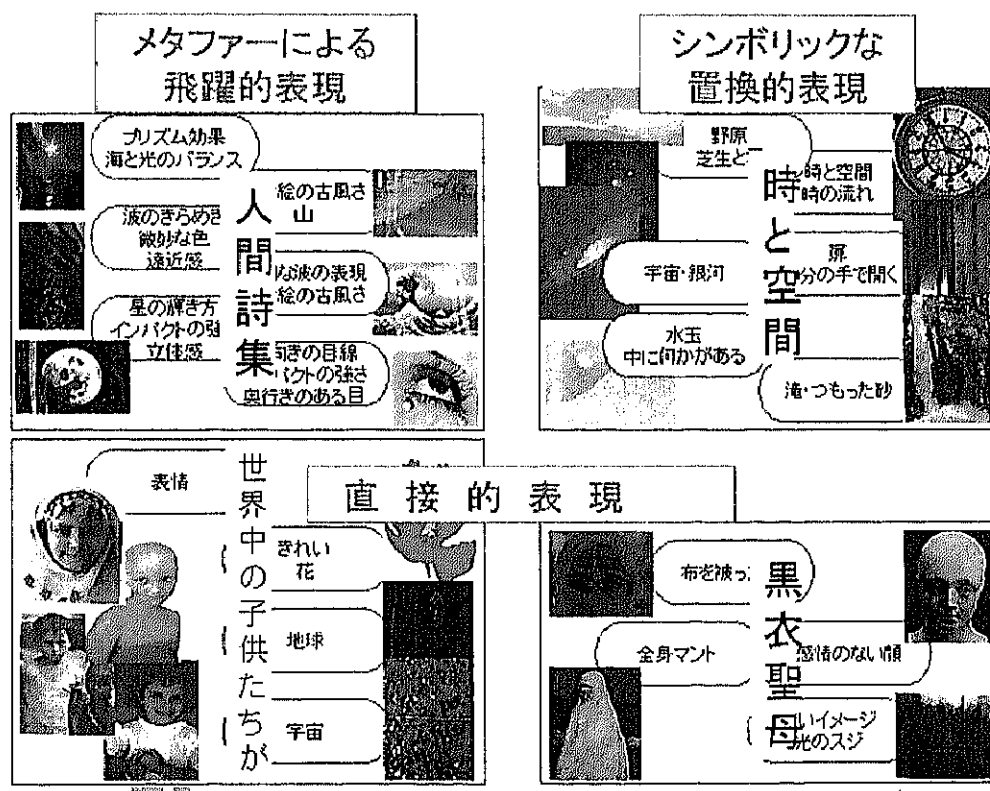 メタファーによる
飛躍的表現
プリズム効果
海と光のバランス
波のきらめき
微妙な色
遠近感
星の輝き方
インパクトの強
立体感
人間詩集
絵の古風さ
山
な波の表現
絵の古風さ
向きの目線
パクトの強さ
奥行きのある目
シンボリックな
置換的表現
野原
芝生と
宇宙・銀河
水玉
中に何かがある
時と空間
時と空間
時の流れ
扉
分の手で開く
滝・つもった砂
直接的表現
表情
世界中の子供たちが
きれい
花
地球
宇宙
布を被っ
全身マント
黒衣聖母
感情のない顔
いイメージ
光のスジ